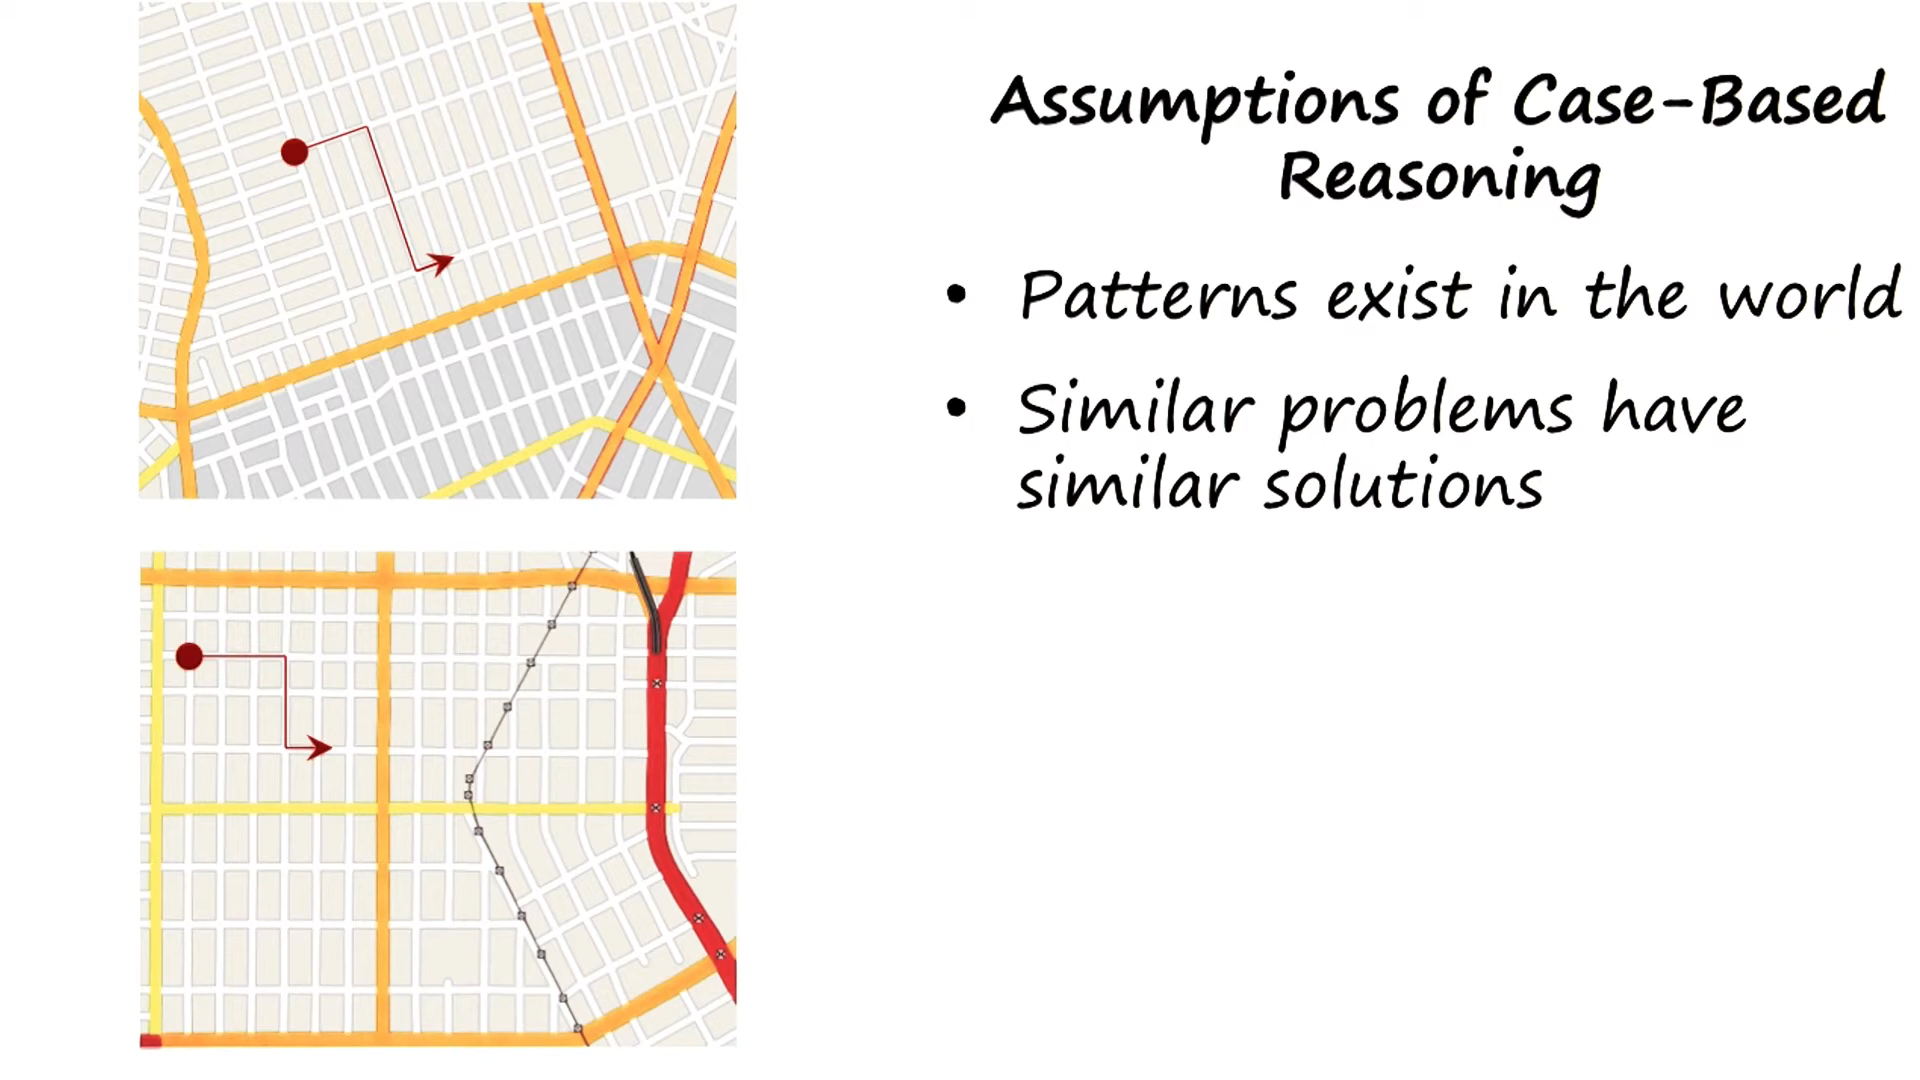 Assumptions of Case-Based
Reasoning
• Patterns exist in the world
• Similar problems have
similar solutions